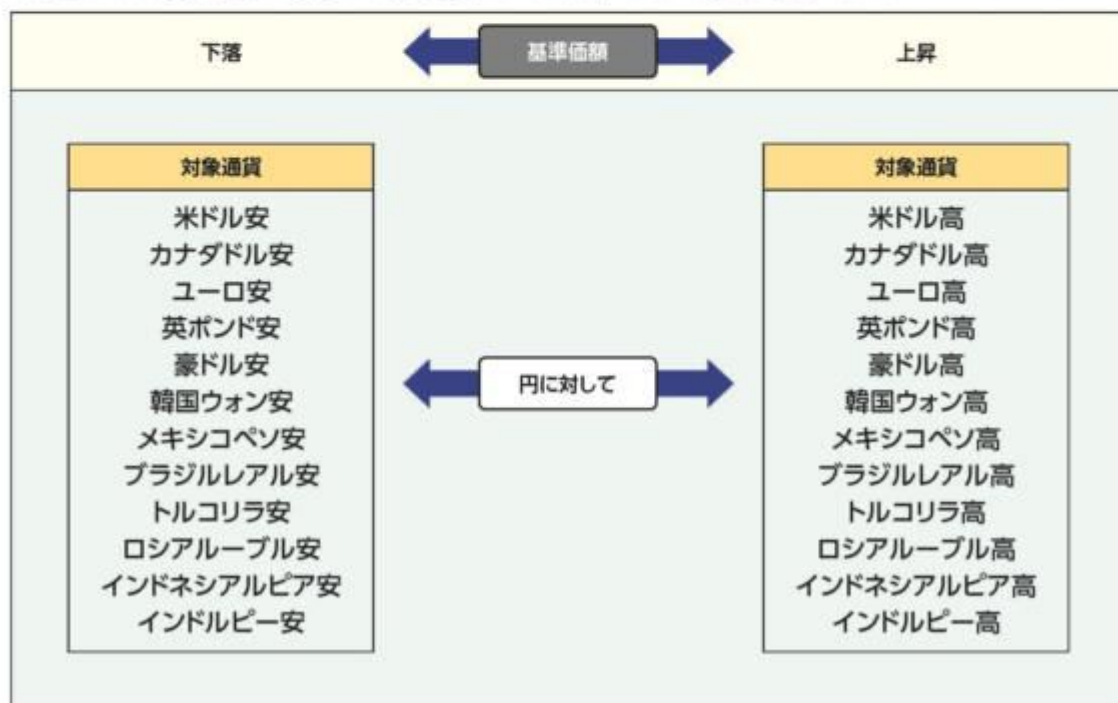 下落
基準価額
上昇
対象通貨
米ドル安
カナダドル安
ユーロ安
英ポンド安
豪ドル安
韓国ウォン安
メキシコペソ安
ブラジルレアル安
トルコリラ安
ロシアルーブル安
インドネシアルピア安
インドルピー安
円に対して
対象通貨
米ドル高
カナダドル高
ユーロ高
英ポンド高
豪ドル高
韓国ウォン高
メキシコペソ高
ブラジルレアル高
トルコリラ高
ロシアルーブル高
インドネシアルピア高
インドルピー高